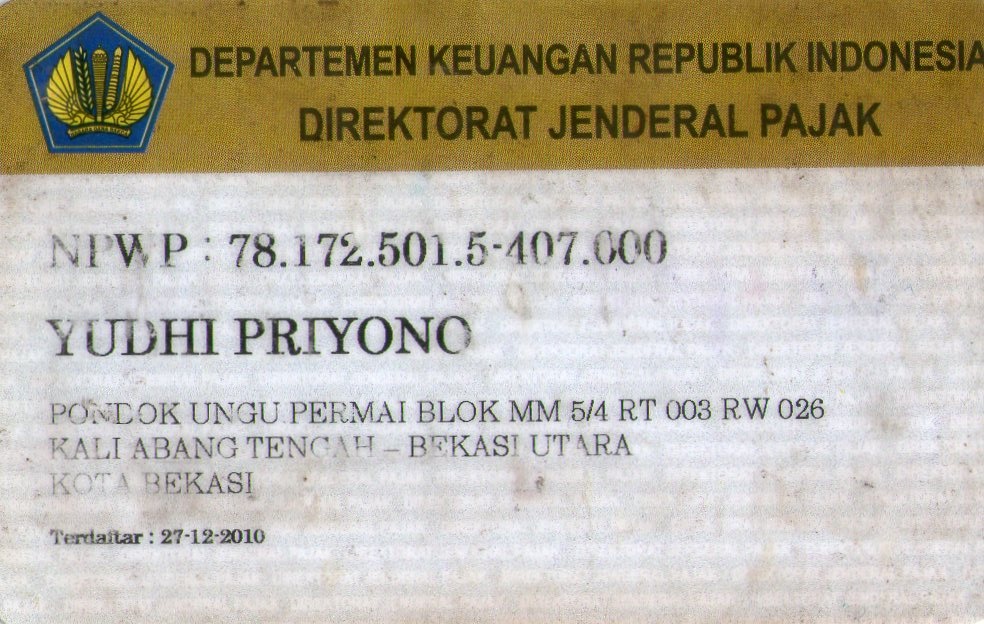 DEPARTEMEN KEUANGAN REPUBLIK INDONESIA
DIREKTORAT JENDERAL PAJAK
NPWP : 78.172.501.5-407.000
YUDHI PRIYONO
PONDOK UNGU PERMAI BLOK MM 5/4 RT 003 RW 026
KALI ABANG TENGAH – BEKASI UTARA
KOTA BEKASI
Terdaftar : 27-12-2010